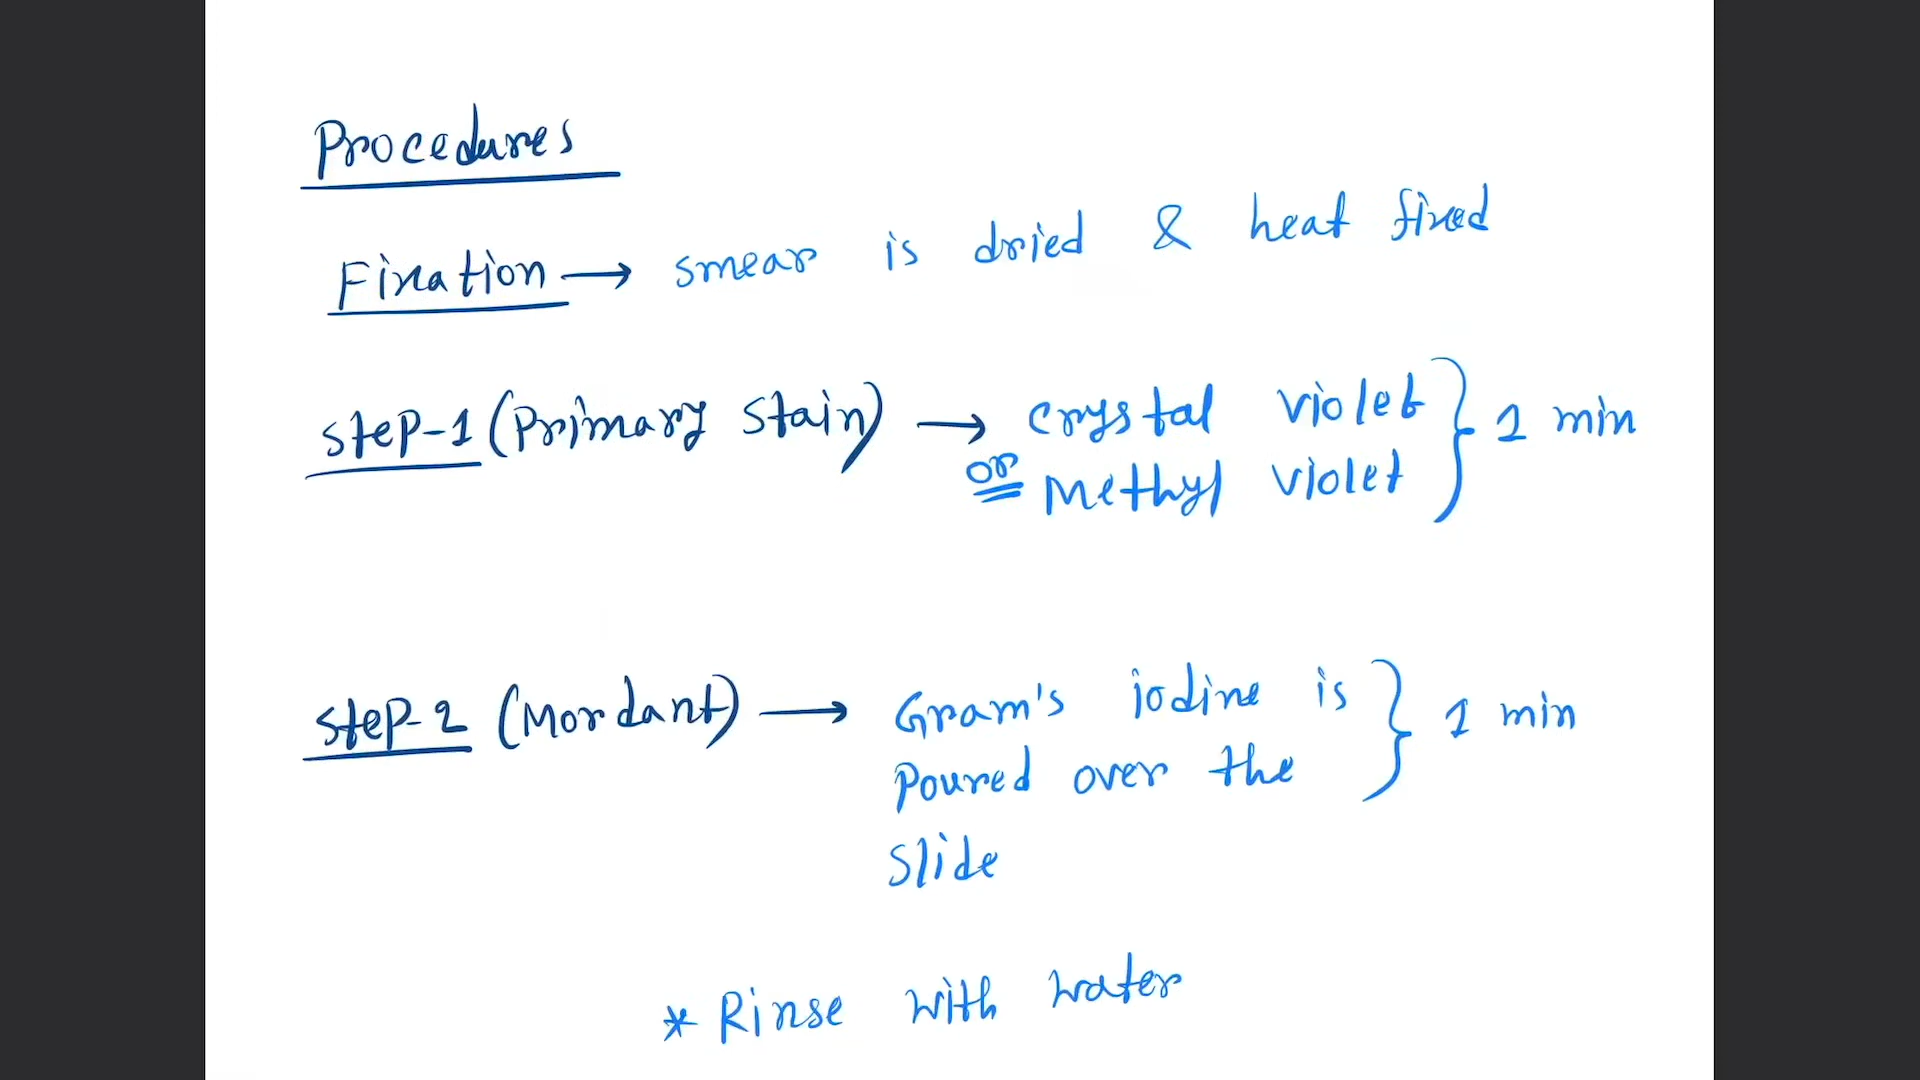 Procedures
Fixation → smear is dried & heat fixed
Step-1 (Primary stain) → crystal violet } 1 min
or Methyl violet
Step-2 (Mordant) → Gram's iodine is } 1 min
Poured over the
slide
* Rinse with water